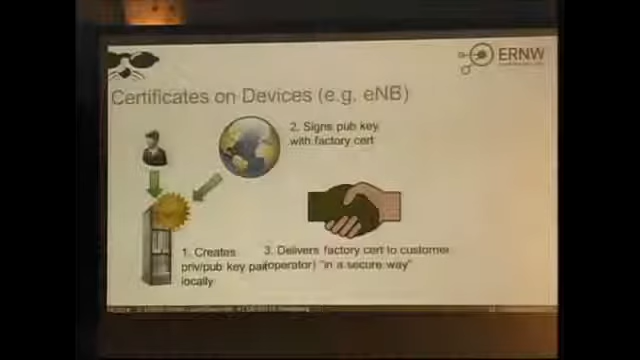 ERNW
Certificates on Devices (e.g. eNB)
2. Signs pub key
with factory cert
1. Creates
priv/pub key pair
locally
3. Delivers factory cert to customer
(operator) "in a secure way"